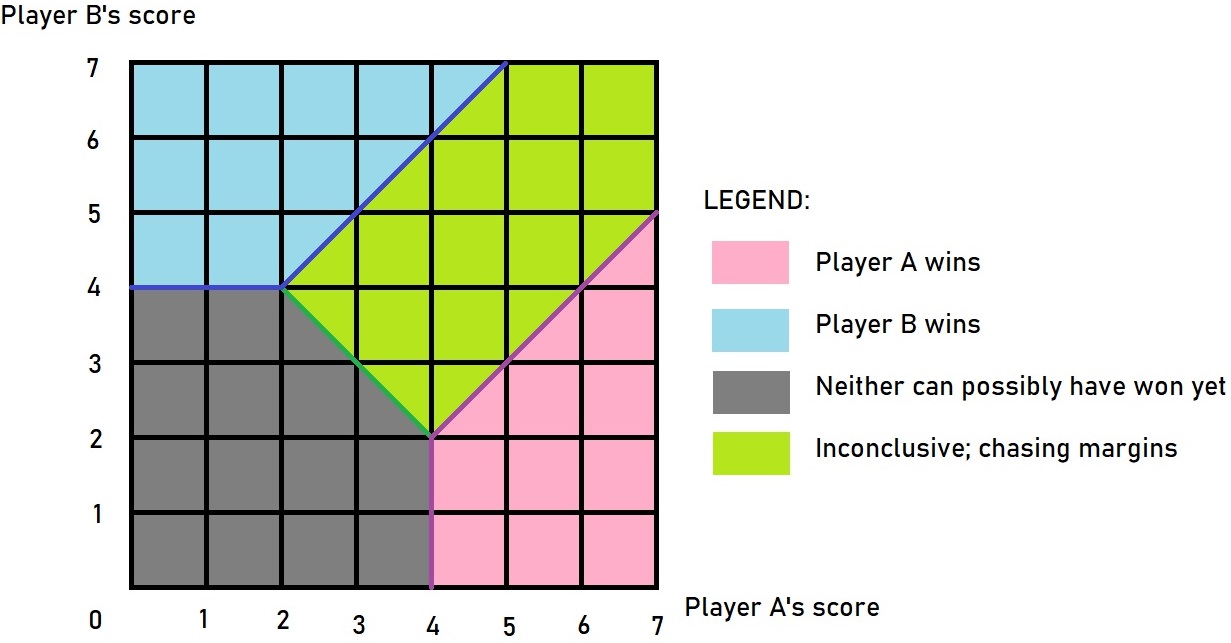 Player B's score
7
6
5
4
3
2
1
0
1
2
3
4
5
6
7
Player A's score
LEGEND:
Player A wins
Player B wins
Neither can possibly have won yet
Inconclusive; chasing margins